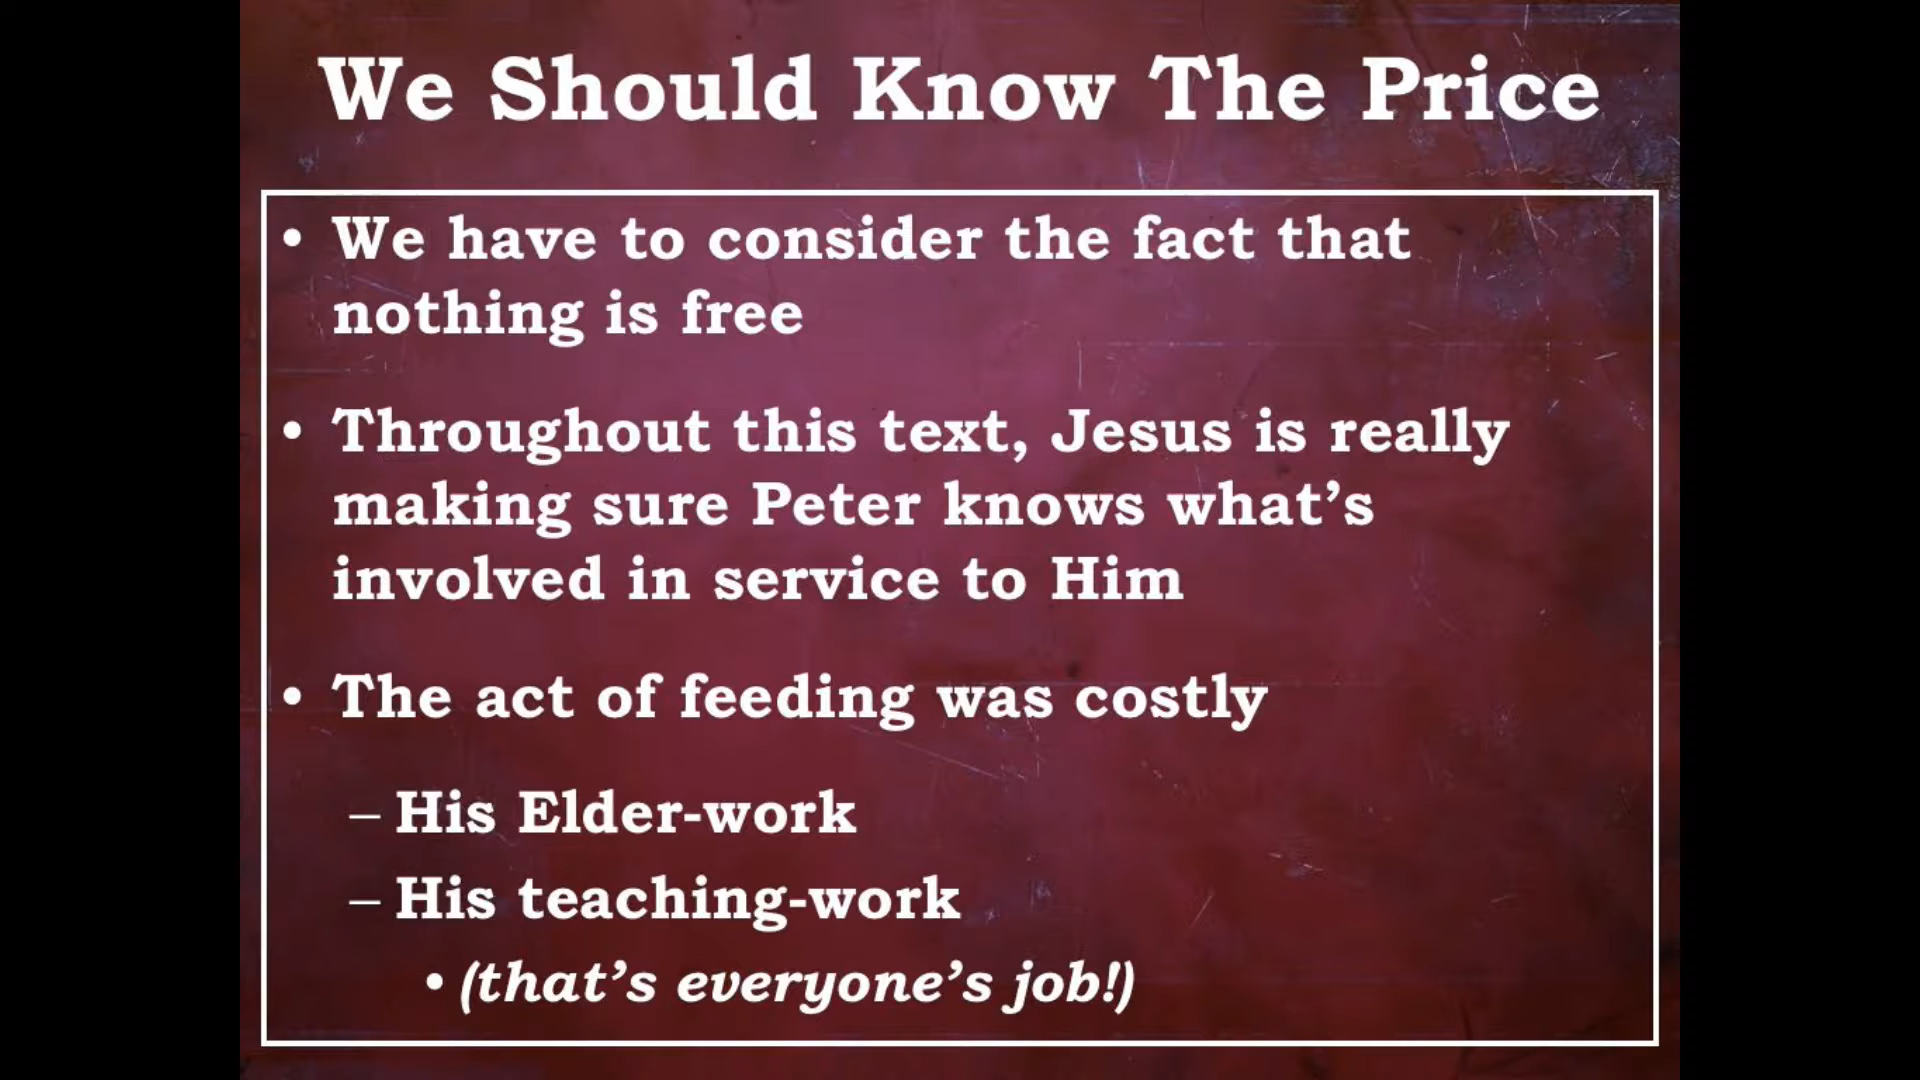 We Should Know The Price
• We have to consider the fact that
nothing is free
• Throughout this text, Jesus is really
making sure Peter knows what’s
involved in service to Him
• The act of feeding was costly
– His Elder-work
– His teaching-work
• (that’s everyone’s job!)